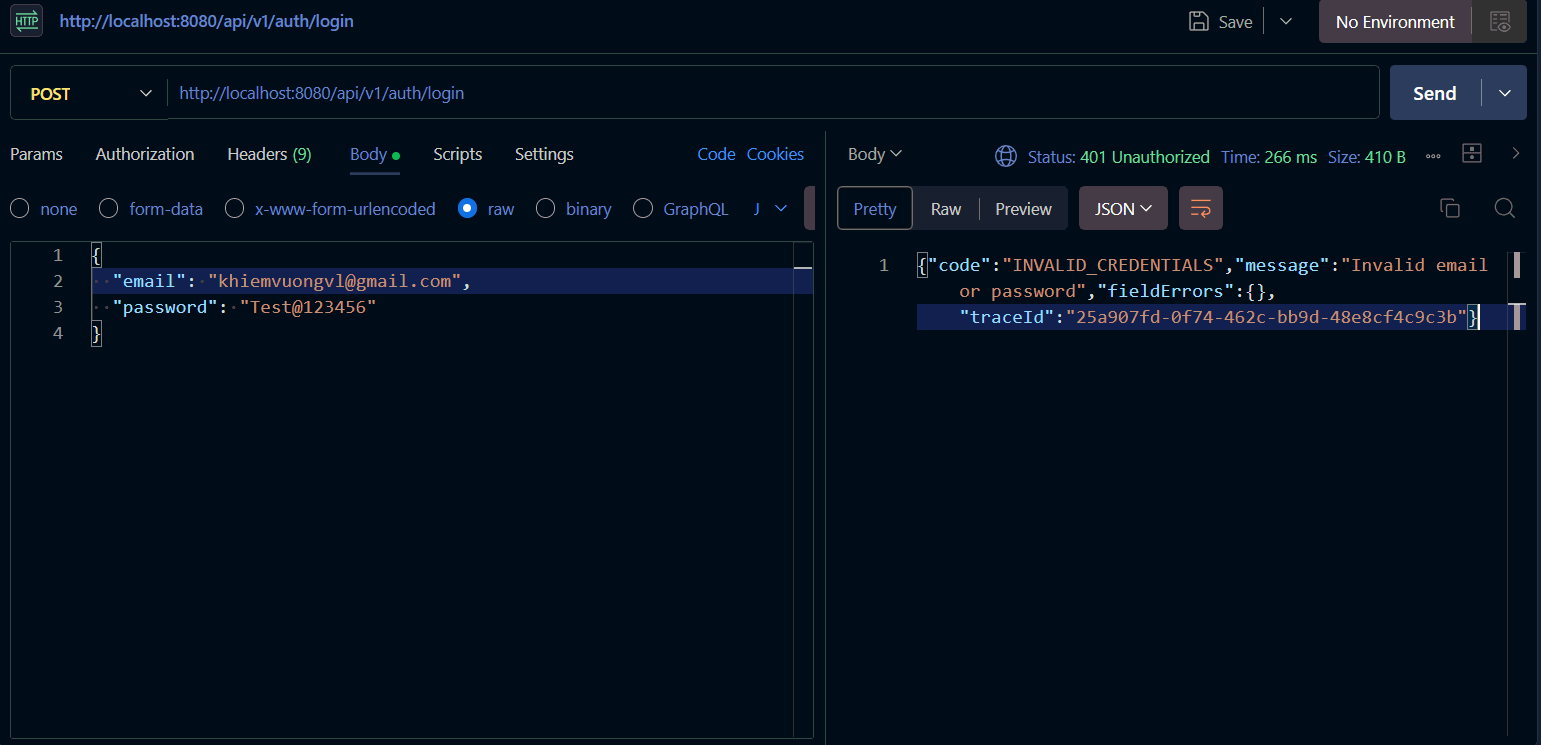 HTTP http://localhost:8080/api/v1/auth/login Save No Environment
POST http://localhost:8080/api/v1/auth/login Send
Params Authorization Headers (9) Body Scripts Settings Code Cookies
none form-data x-www-form-urlencoded raw binary GraphQL J
1 {
2 "email": "khiemvuongvl@gmail.com",
3 "password": "Test@123456"
4 }
Body Status: 401 Unauthorized Time: 266 ms Size: 410 B
Pretty Raw Preview JSON
1 {"code":"INVALID_CREDENTIALS","message":"Invalid email
or password","fieldErrors":{},
"traceId":"25a907fd-0f74-462c-bb9d-48e8cf4c9c3b"}